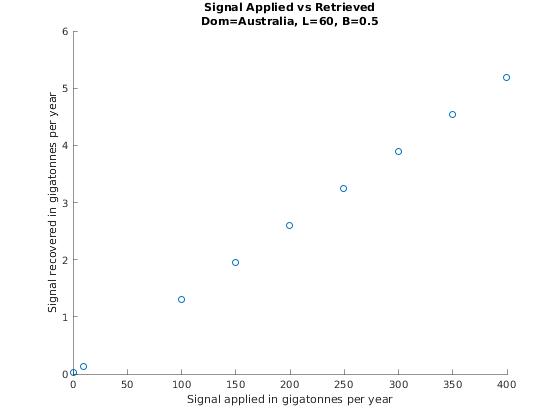 Signal Applied vs Retrieved
Dom=Australia, L=60, B=0.5
Signal recovered in gigatonnes per year
6
5
4
3
2
1
0
0 50 100 150 200 250 300 350 400
Signal applied in gigatonnes per year